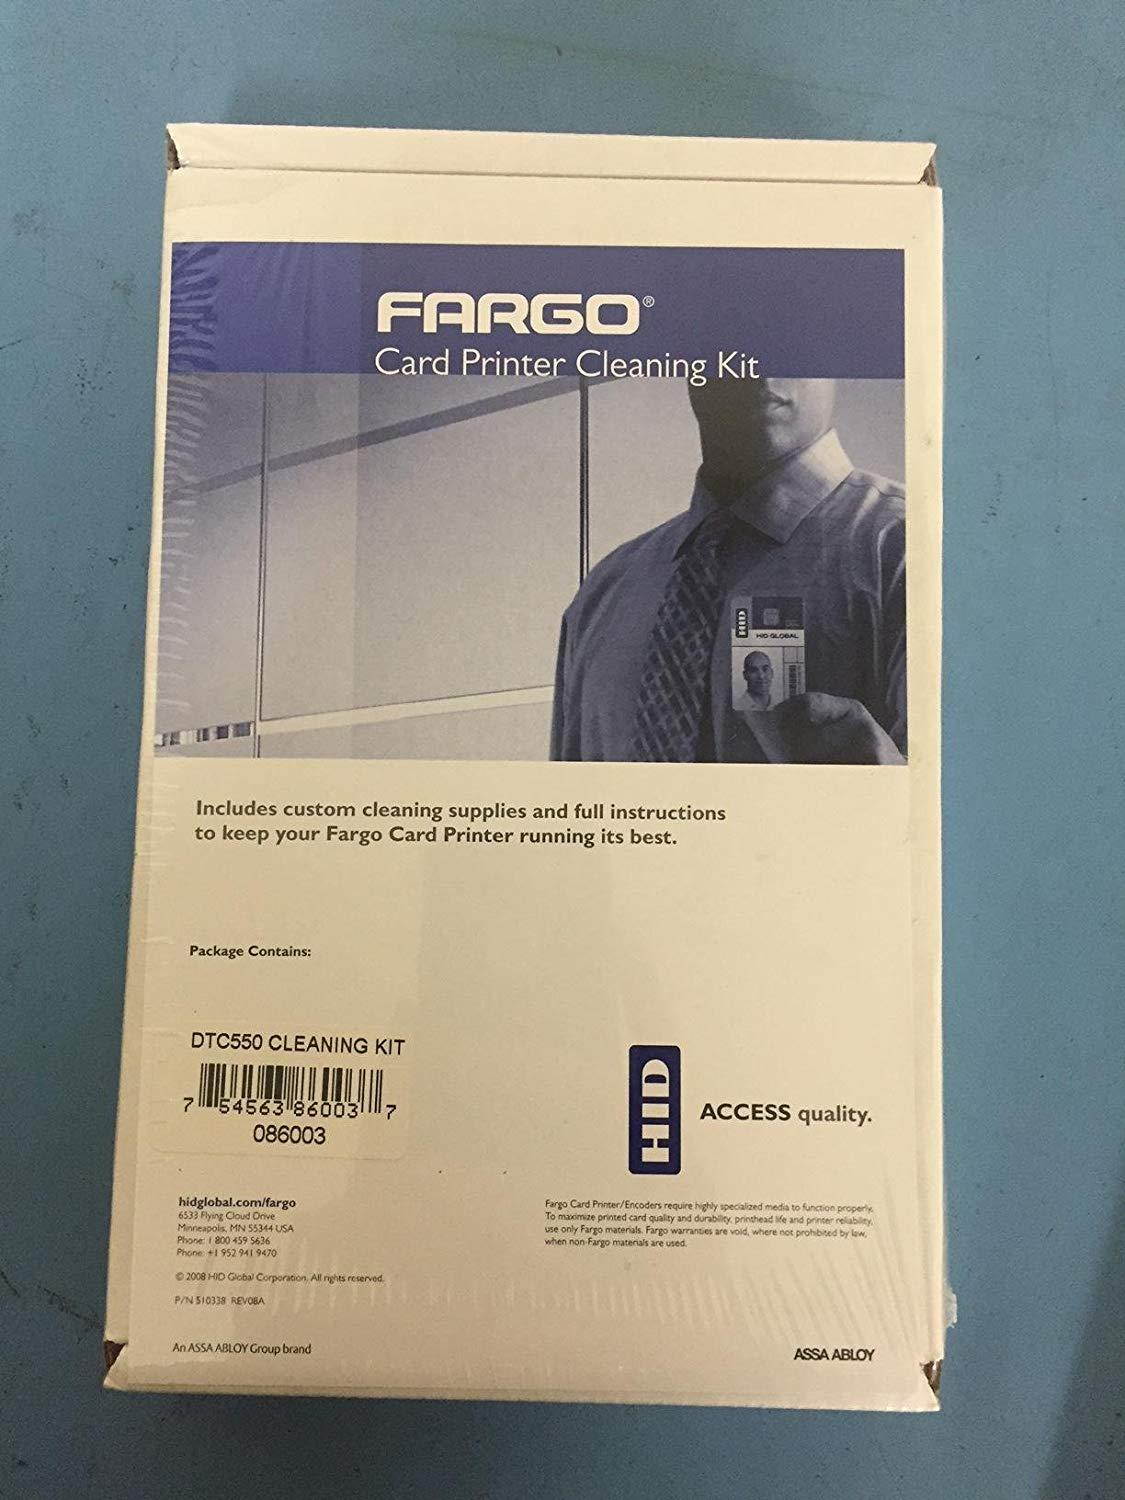 FARGO®
Card Printer Cleaning Kit
HID
HID GLOBAL
Includes custom cleaning supplies and full instructions
to keep your Fargo Card Printer running its best.
Package Contains:
DTC550 CLEANING KIT
7 54563 86003 7
086003
HID
ACCESS quality.
hidglobal.com/fargo
6533 Flying Cloud Drive
Minneapolis, MN 55344 USA
Phone: 1 800 459 5636
Phone: +1 952 941 9470
© 2008 HID Global Corporation. All rights reserved.
P/N 510338 REV08A
An ASSA ABLOY Group brand
Fargo Card Printer/Encoders require highly specialized media to function properly.
To maximize printed card quality and durability, printhead life and printer reliability,
use only Fargo materials. Fargo warranties are void, where not prohibited by law,
when non-Fargo materials are used.
ASSA ABLOY